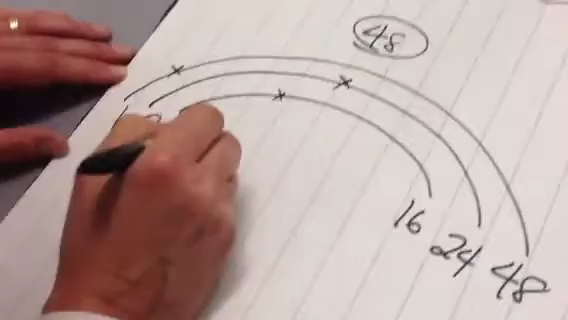 48
× × ×
16 24 48